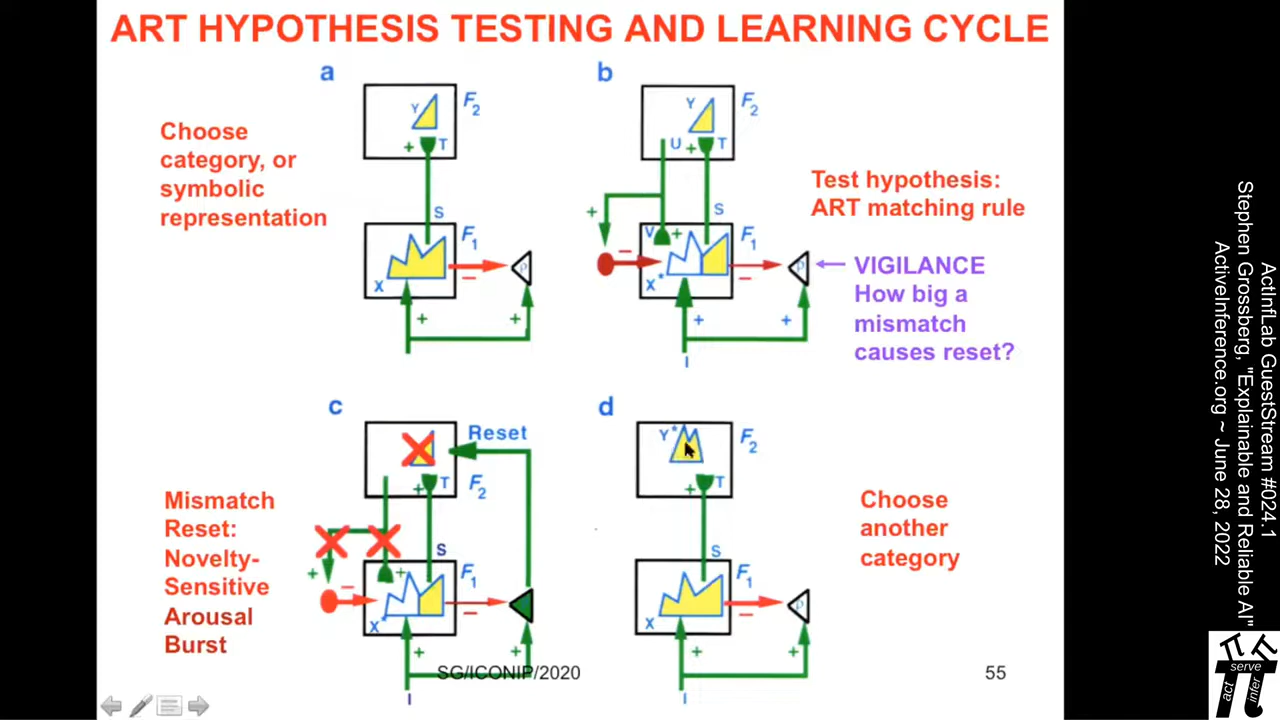 ART HYPOTHESIS TESTING AND LEARNING CYCLE
a
Y
F2
+ T
Choose
category, or
symbolic
representation
S
F1
X
ρ
−
+ +
b
Y
F2
U + T
+
S
V +
F1
−
X*
ρ
−
+ +
I
Test hypothesis:
ART matching rule
VIGILANCE
How big a
mismatch
causes reset?
c
Reset
+ T
F2
Mismatch
Reset:
Novelty-
Sensitive
Arousal
Burst
S
+ +
F1
−
X*
−
+ +
I
d
Y*
F2
+ T
Choose
another
category
S
F1
X
ρ
−
+ +
I
SG/ICONIP/2020
55
ActInfLab GuestStream #024.1
Stephen Grossberg, "Explainable and Reliable AI"
ActiveInference.org ~ June 28, 2022
serve
act
infer